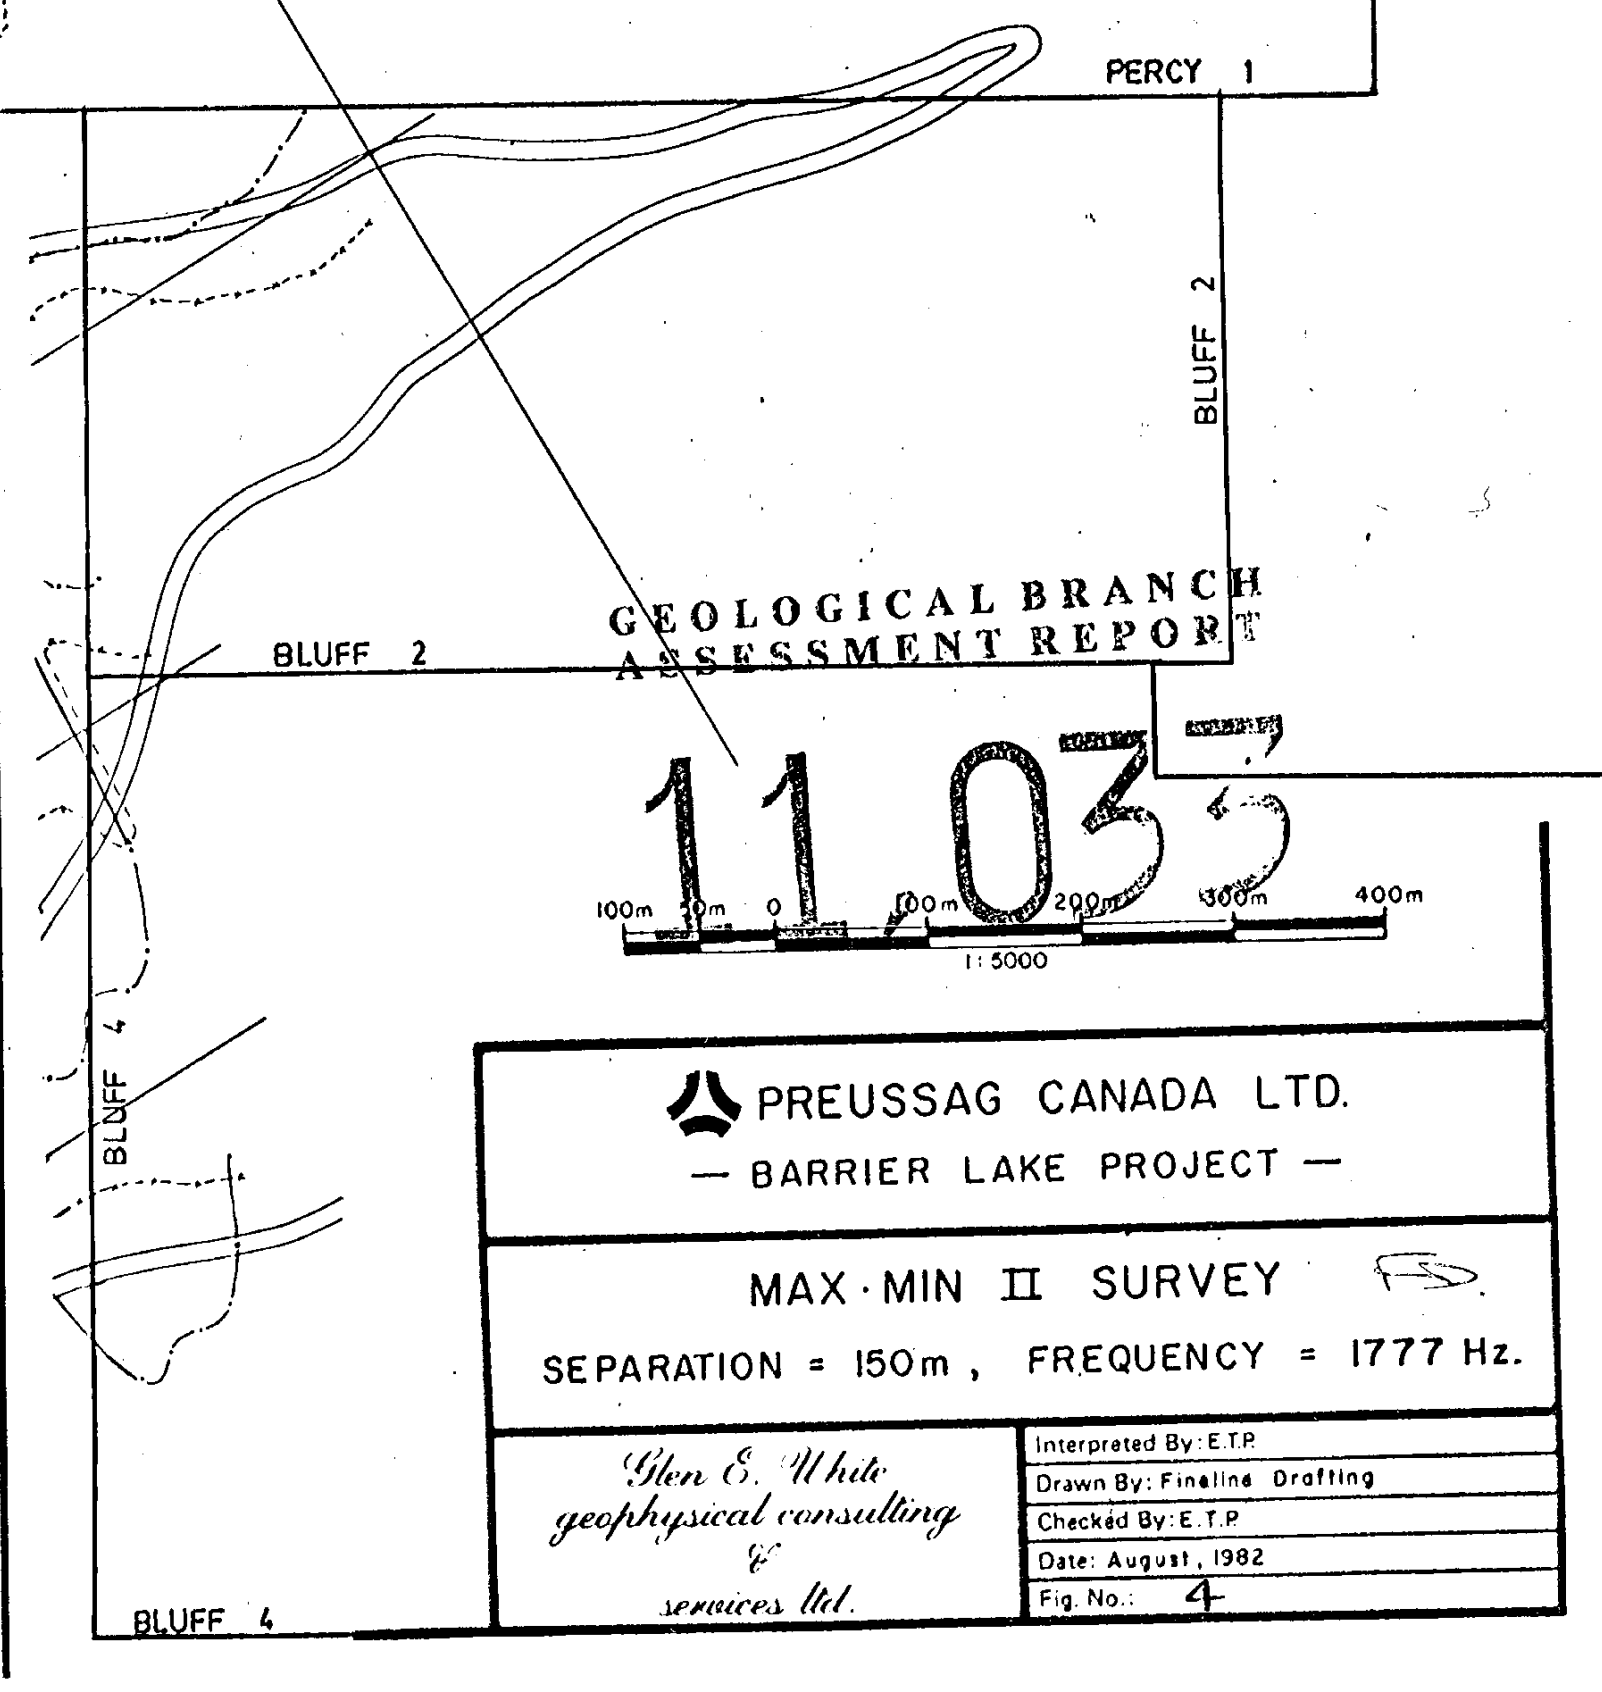 PERCY 1
BLUFF 2
BLUFF 2
GEOLOGICAL BRANCH
ASSESSMENT REPORT
11,033
100m 0m 0 100m 200m 300m 400m
1:5000
BLUFF 4
PREUSSAG CANADA LTD.
— BARRIER LAKE PROJECT —
MAX·MIN II SURVEY
SEPARATION = 150m, FREQUENCY = 1777 Hz.
Glen E. White
geophysical consulting
&
services ltd.
Interpreted By: E.T.P.
Drawn By: Fineline Drafting
Checked By: E.T.P.
Date: August, 1982
Fig. No.: 4
BLUFF 4